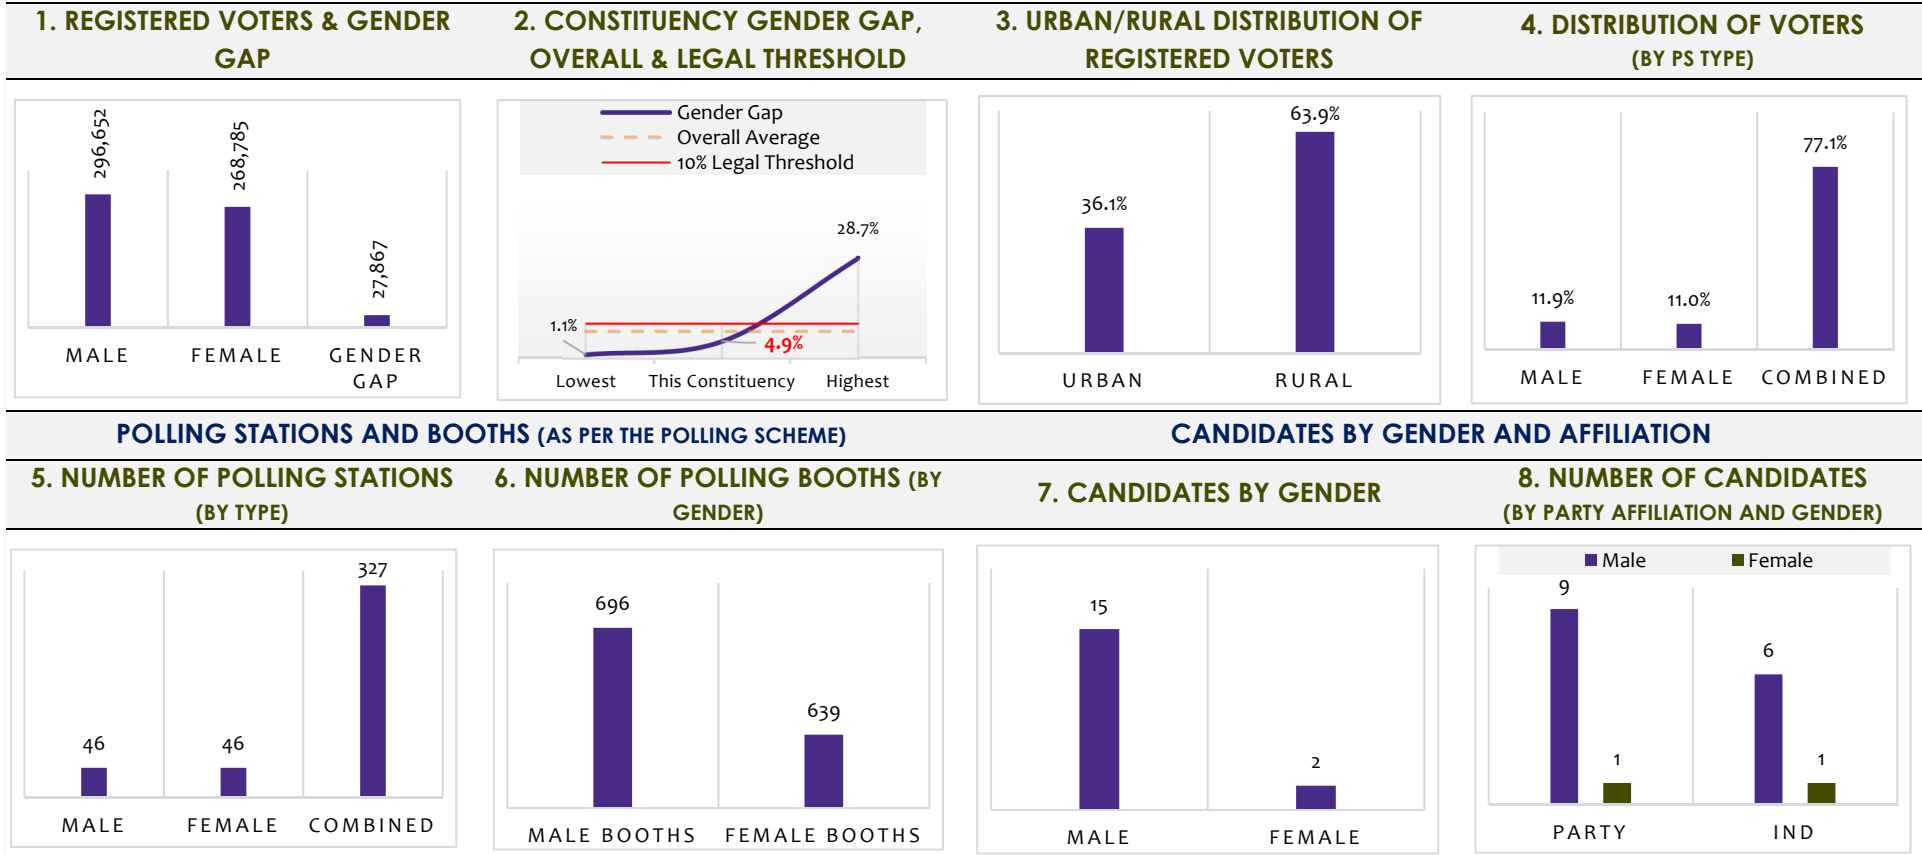 1. REGISTERED VOTERS & GENDER
GAP
2. CONSTITUENCY GENDER GAP,
OVERALL & LEGAL THRESHOLD
3. URBAN/RURAL DISTRIBUTION OF
REGISTERED VOTERS
4. DISTRIBUTION OF VOTERS
(BY PS TYPE)
296,652
268,785
27,867
MALE
FEMALE
GENDER
GAP
Gender Gap
Overall Average
10% Legal Threshold
28.7%
1.1%
4.9%
Lowest
This Constituency
Highest
63.9%
36.1%
URBAN
RURAL
77.1%
11.9%
11.0%
MALE
FEMALE
COMBINED
POLLING STATIONS AND BOOTHS (AS PER THE POLLING SCHEME)
CANDIDATES BY GENDER AND AFFILIATION
5. NUMBER OF POLLING STATIONS
(BY TYPE)
6. NUMBER OF POLLING BOOTHS (BY
GENDER)
7. CANDIDATES BY GENDER
8. NUMBER OF CANDIDATES
(BY PARTY AFFILIATION AND GENDER)
327
46
46
MALE
FEMALE
COMBINED
696
639
MALE BOOTHS
FEMALE BOOTHS
15
2
MALE
FEMALE
Male
Female
9
1
6
1
PARTY
IND